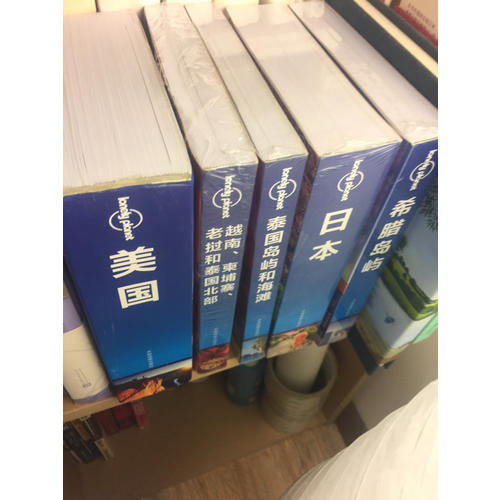 lonely planet
美国
lonely planet
越南、柬埔寨、
老挝和泰国北部
lonely planet
泰国岛屿和海滩
lonely planet
日本
lonely planet
希腊岛屿